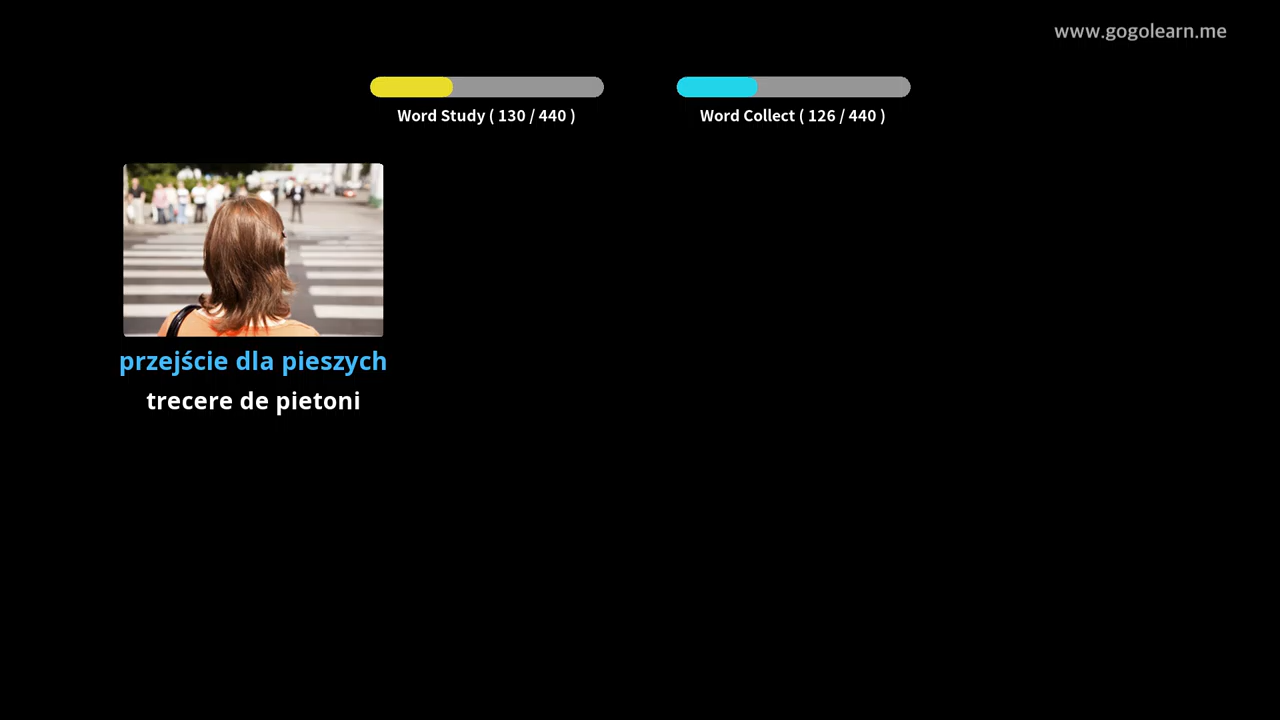 www.gogolearn.me
Word Study ( 130 / 440 )
Word Collect ( 126 / 440 )
przejście dla pieszych
trecere de pietoni